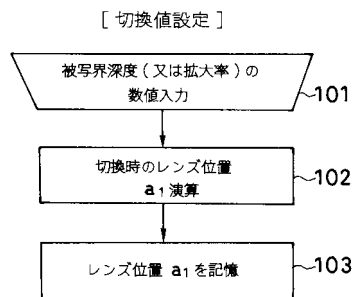 [ 切換値設定 ]
被写界深度(又は拡大率)の
数値入力
101
切換時のレンズ位置
a1演算
102
レンズ位置 a1 を記憶
103